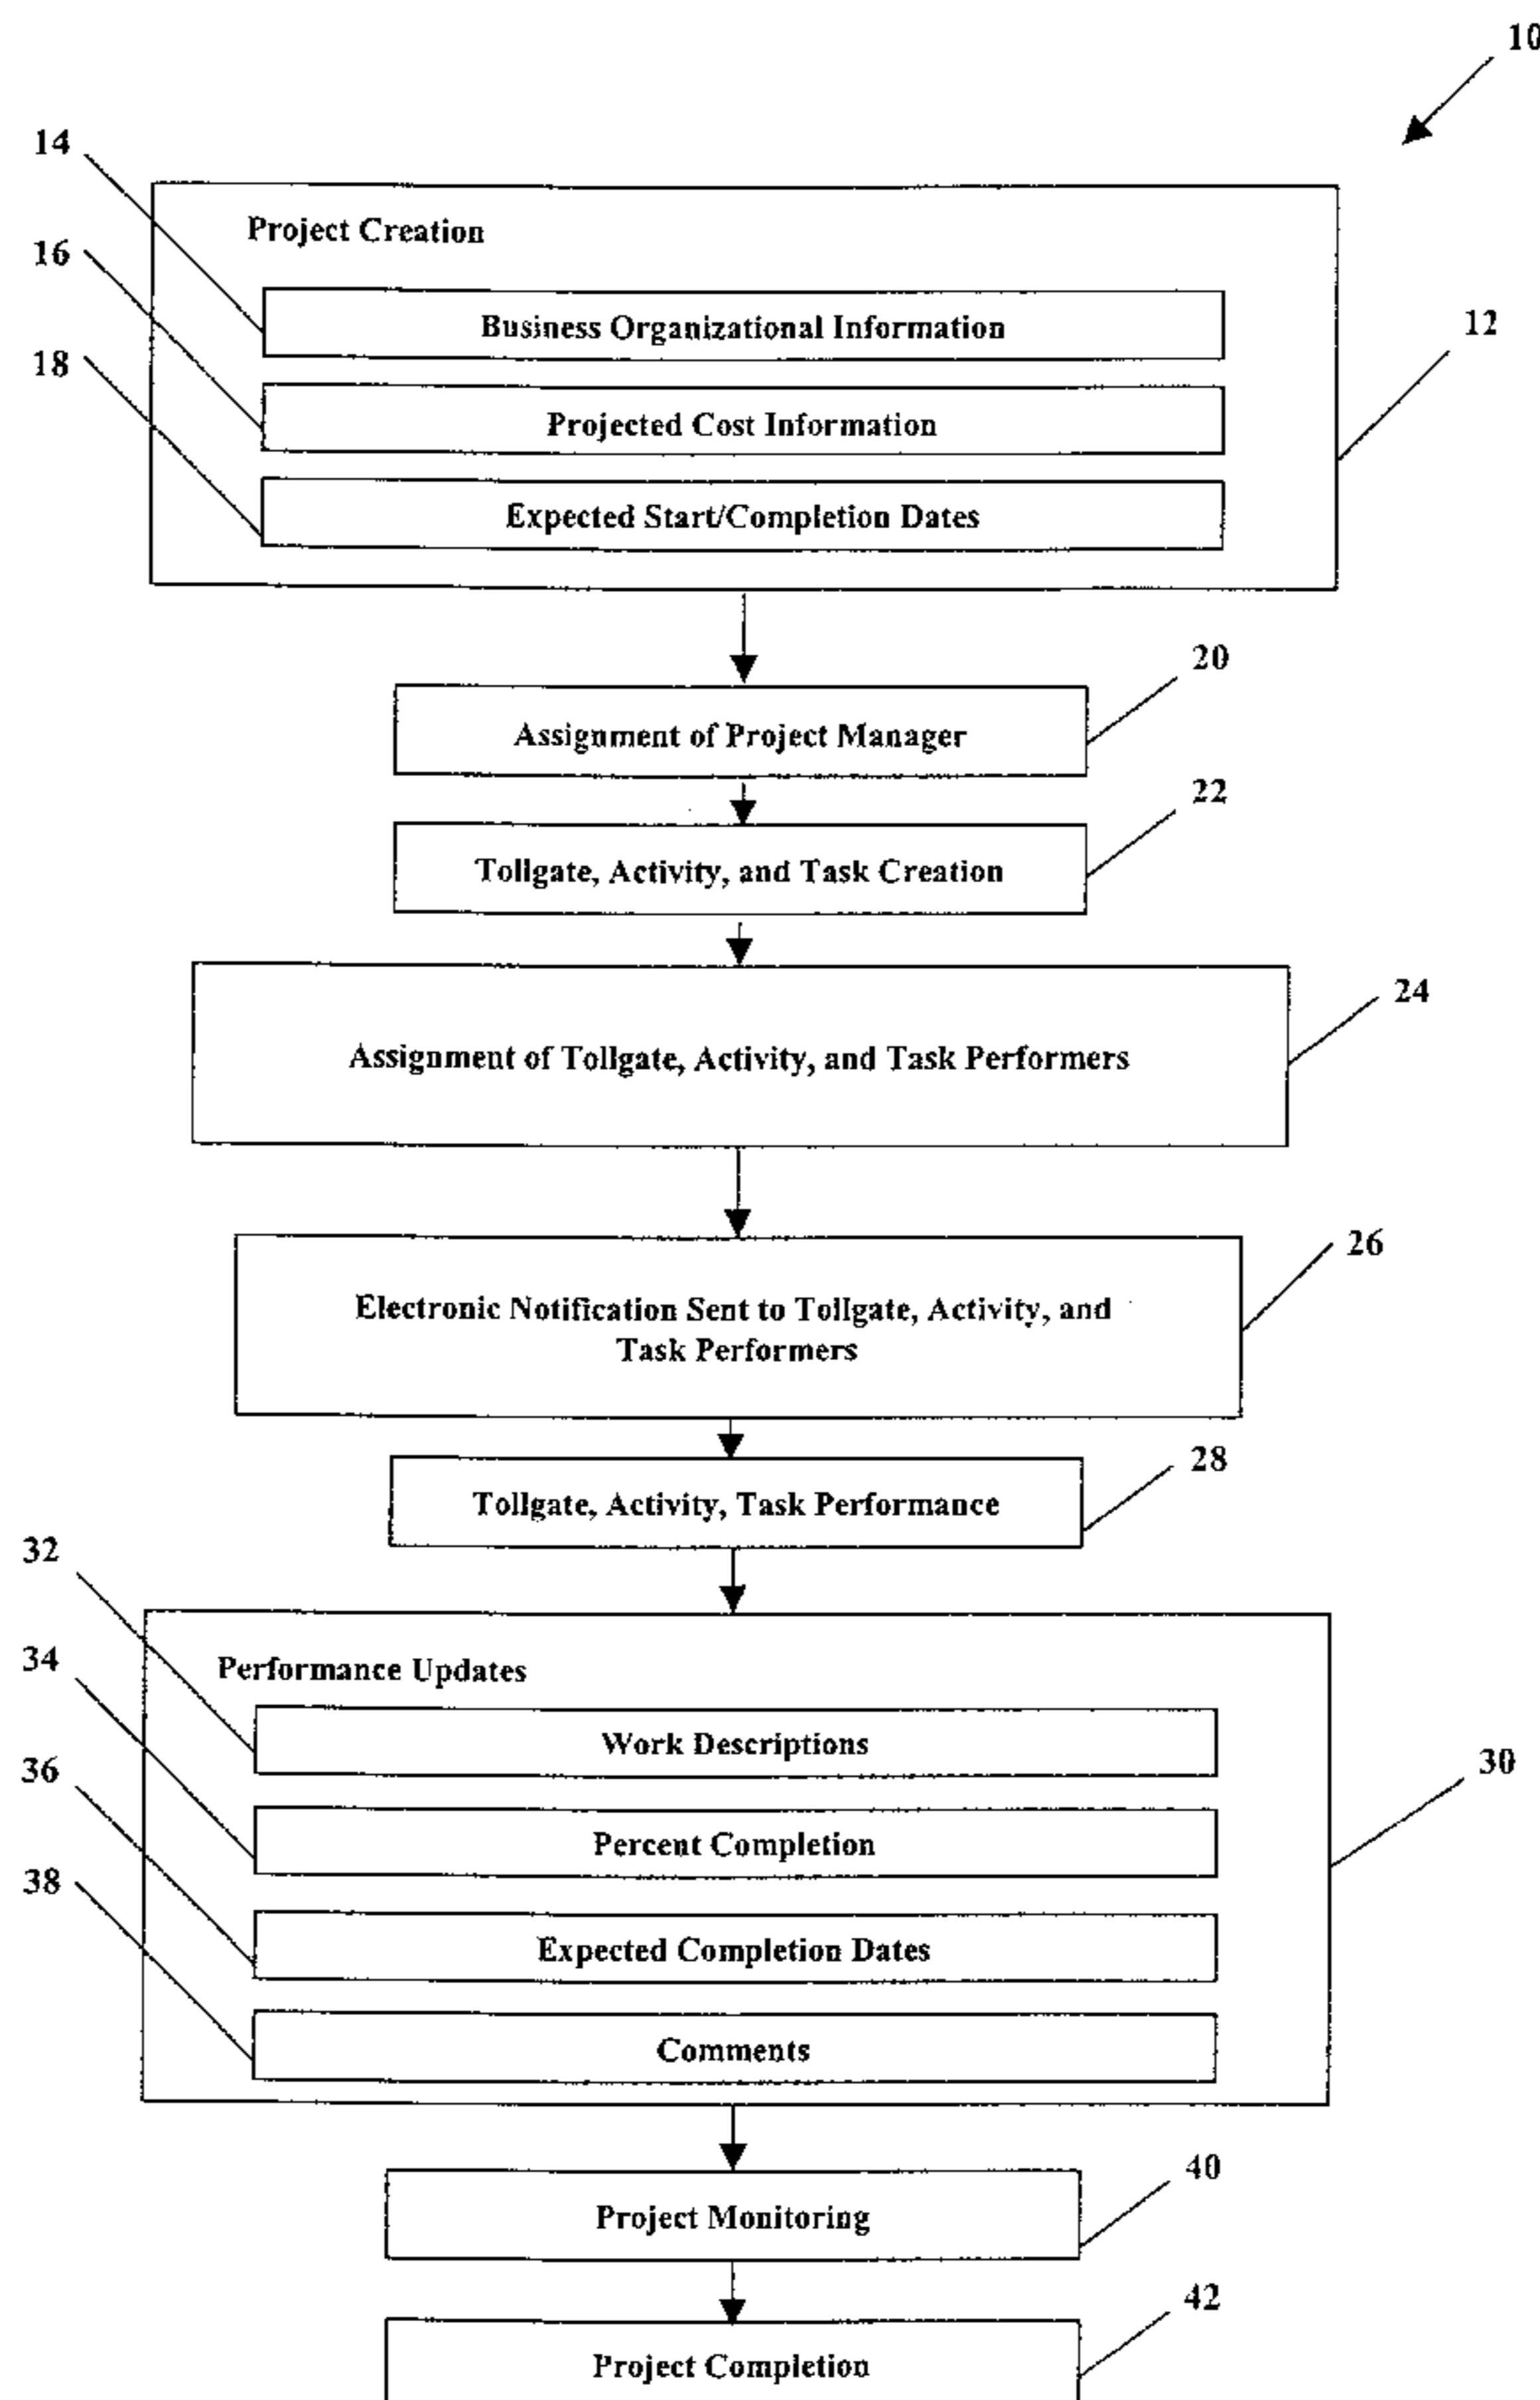 10
14
Project Creation
16
Business Organizational Information
12
18
Projected Cost Information
Expected Start/Completion Dates
20
Assignment of Project Manager
22
Tollgate, Activity, and Task Creation
24
Assignment of Tollgate, Activity, and Task Performers
26
Electronic Notification Sent to Tollgate, Activity, and
Task Performers
28
Tollgate, Activity, Task Performance
32
34
Performance Updates
Work Descriptions
36
30
Percent Completion
38
Expected Completion Dates
Comments
40
Project Monitoring
42
Project Completion